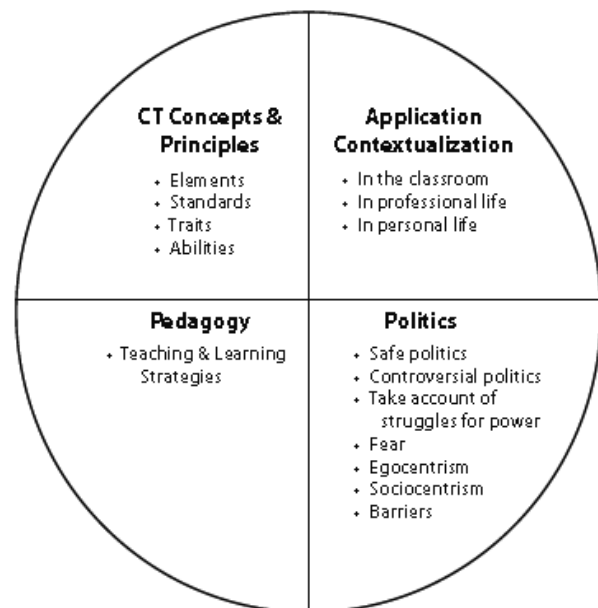 CT Concepts &
Principles
+ Elements
+ Standards
+ Traits
+ Abilities
Application
Contextualization
+ In the classroom
+ In professional life
+ In personal life
Pedagogy
+ Teaching & Learning
Strategies
Politics
+ Safe politics
+ Controversial politics
+ Take account of
struggles for power
+ Fear
+ Egocentrism
+ Sociocentrism
+ Barriers